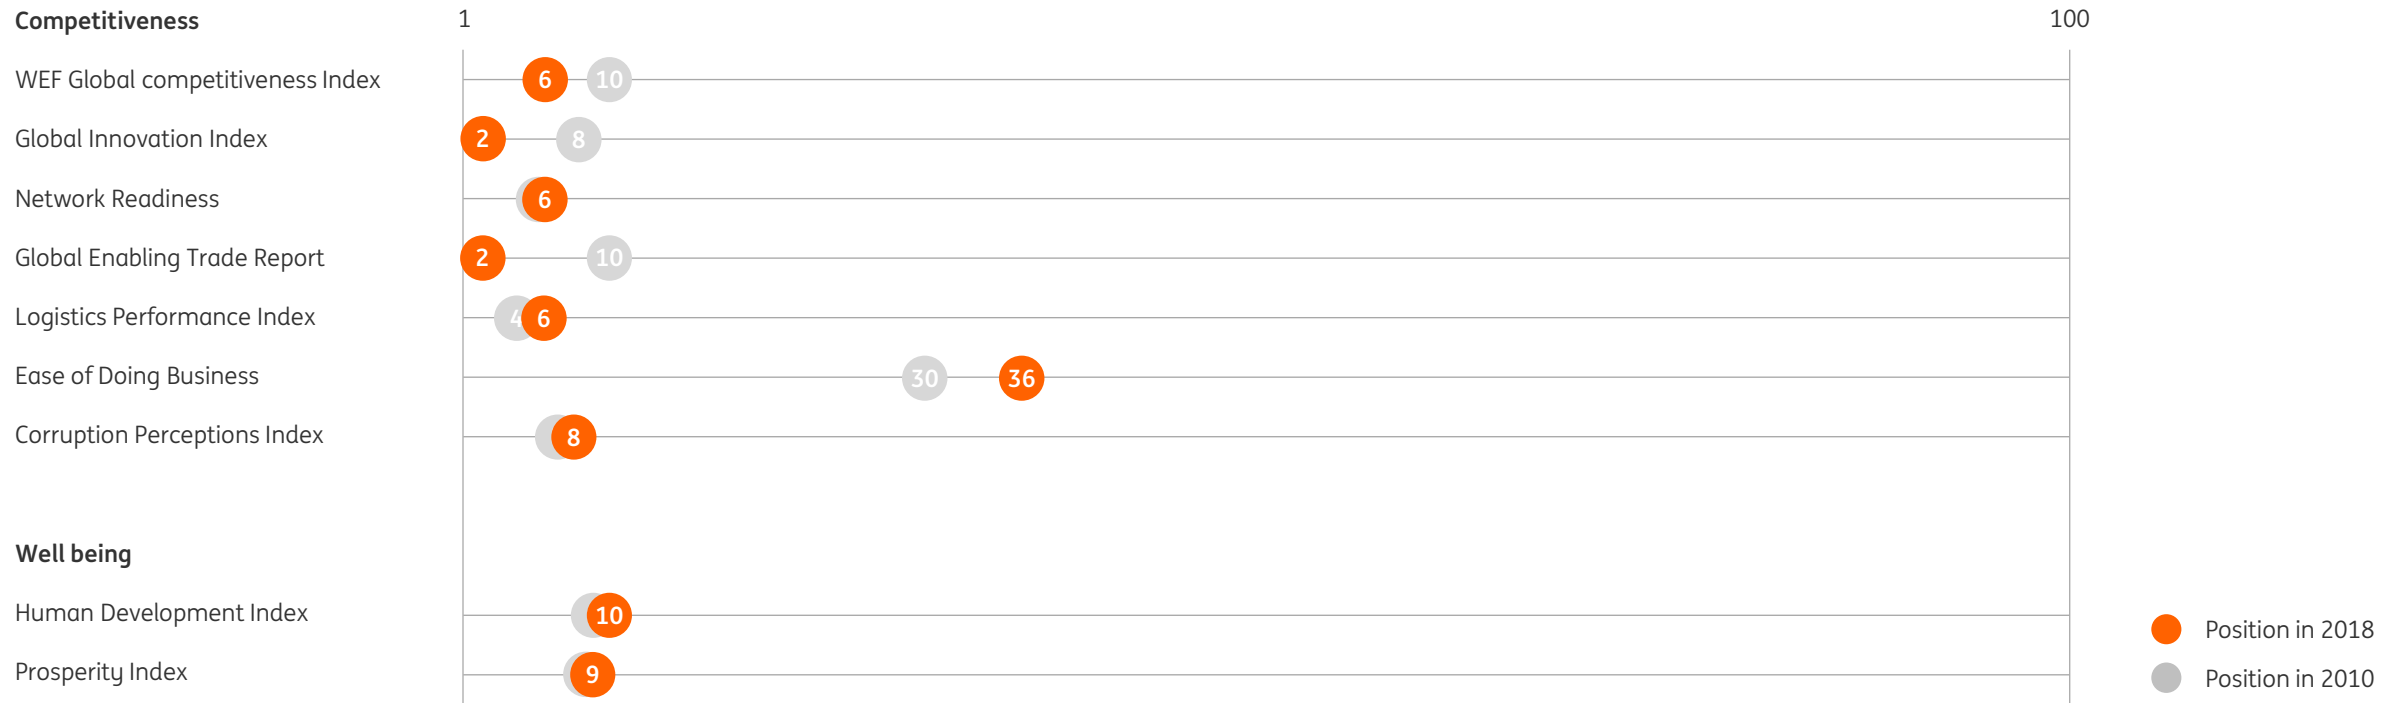 Competitiveness 1 100
WEF Global competitiveness Index 6 10
Global Innovation Index 2 8
Network Readiness 6
Global Enabling Trade Report 2 10
Logistics Performance Index 4 6
Ease of Doing Business 30 36
Corruption Perceptions Index 8
Well being
Human Development Index 10
Prosperity Index 9
Position in 2018
Position in 2010